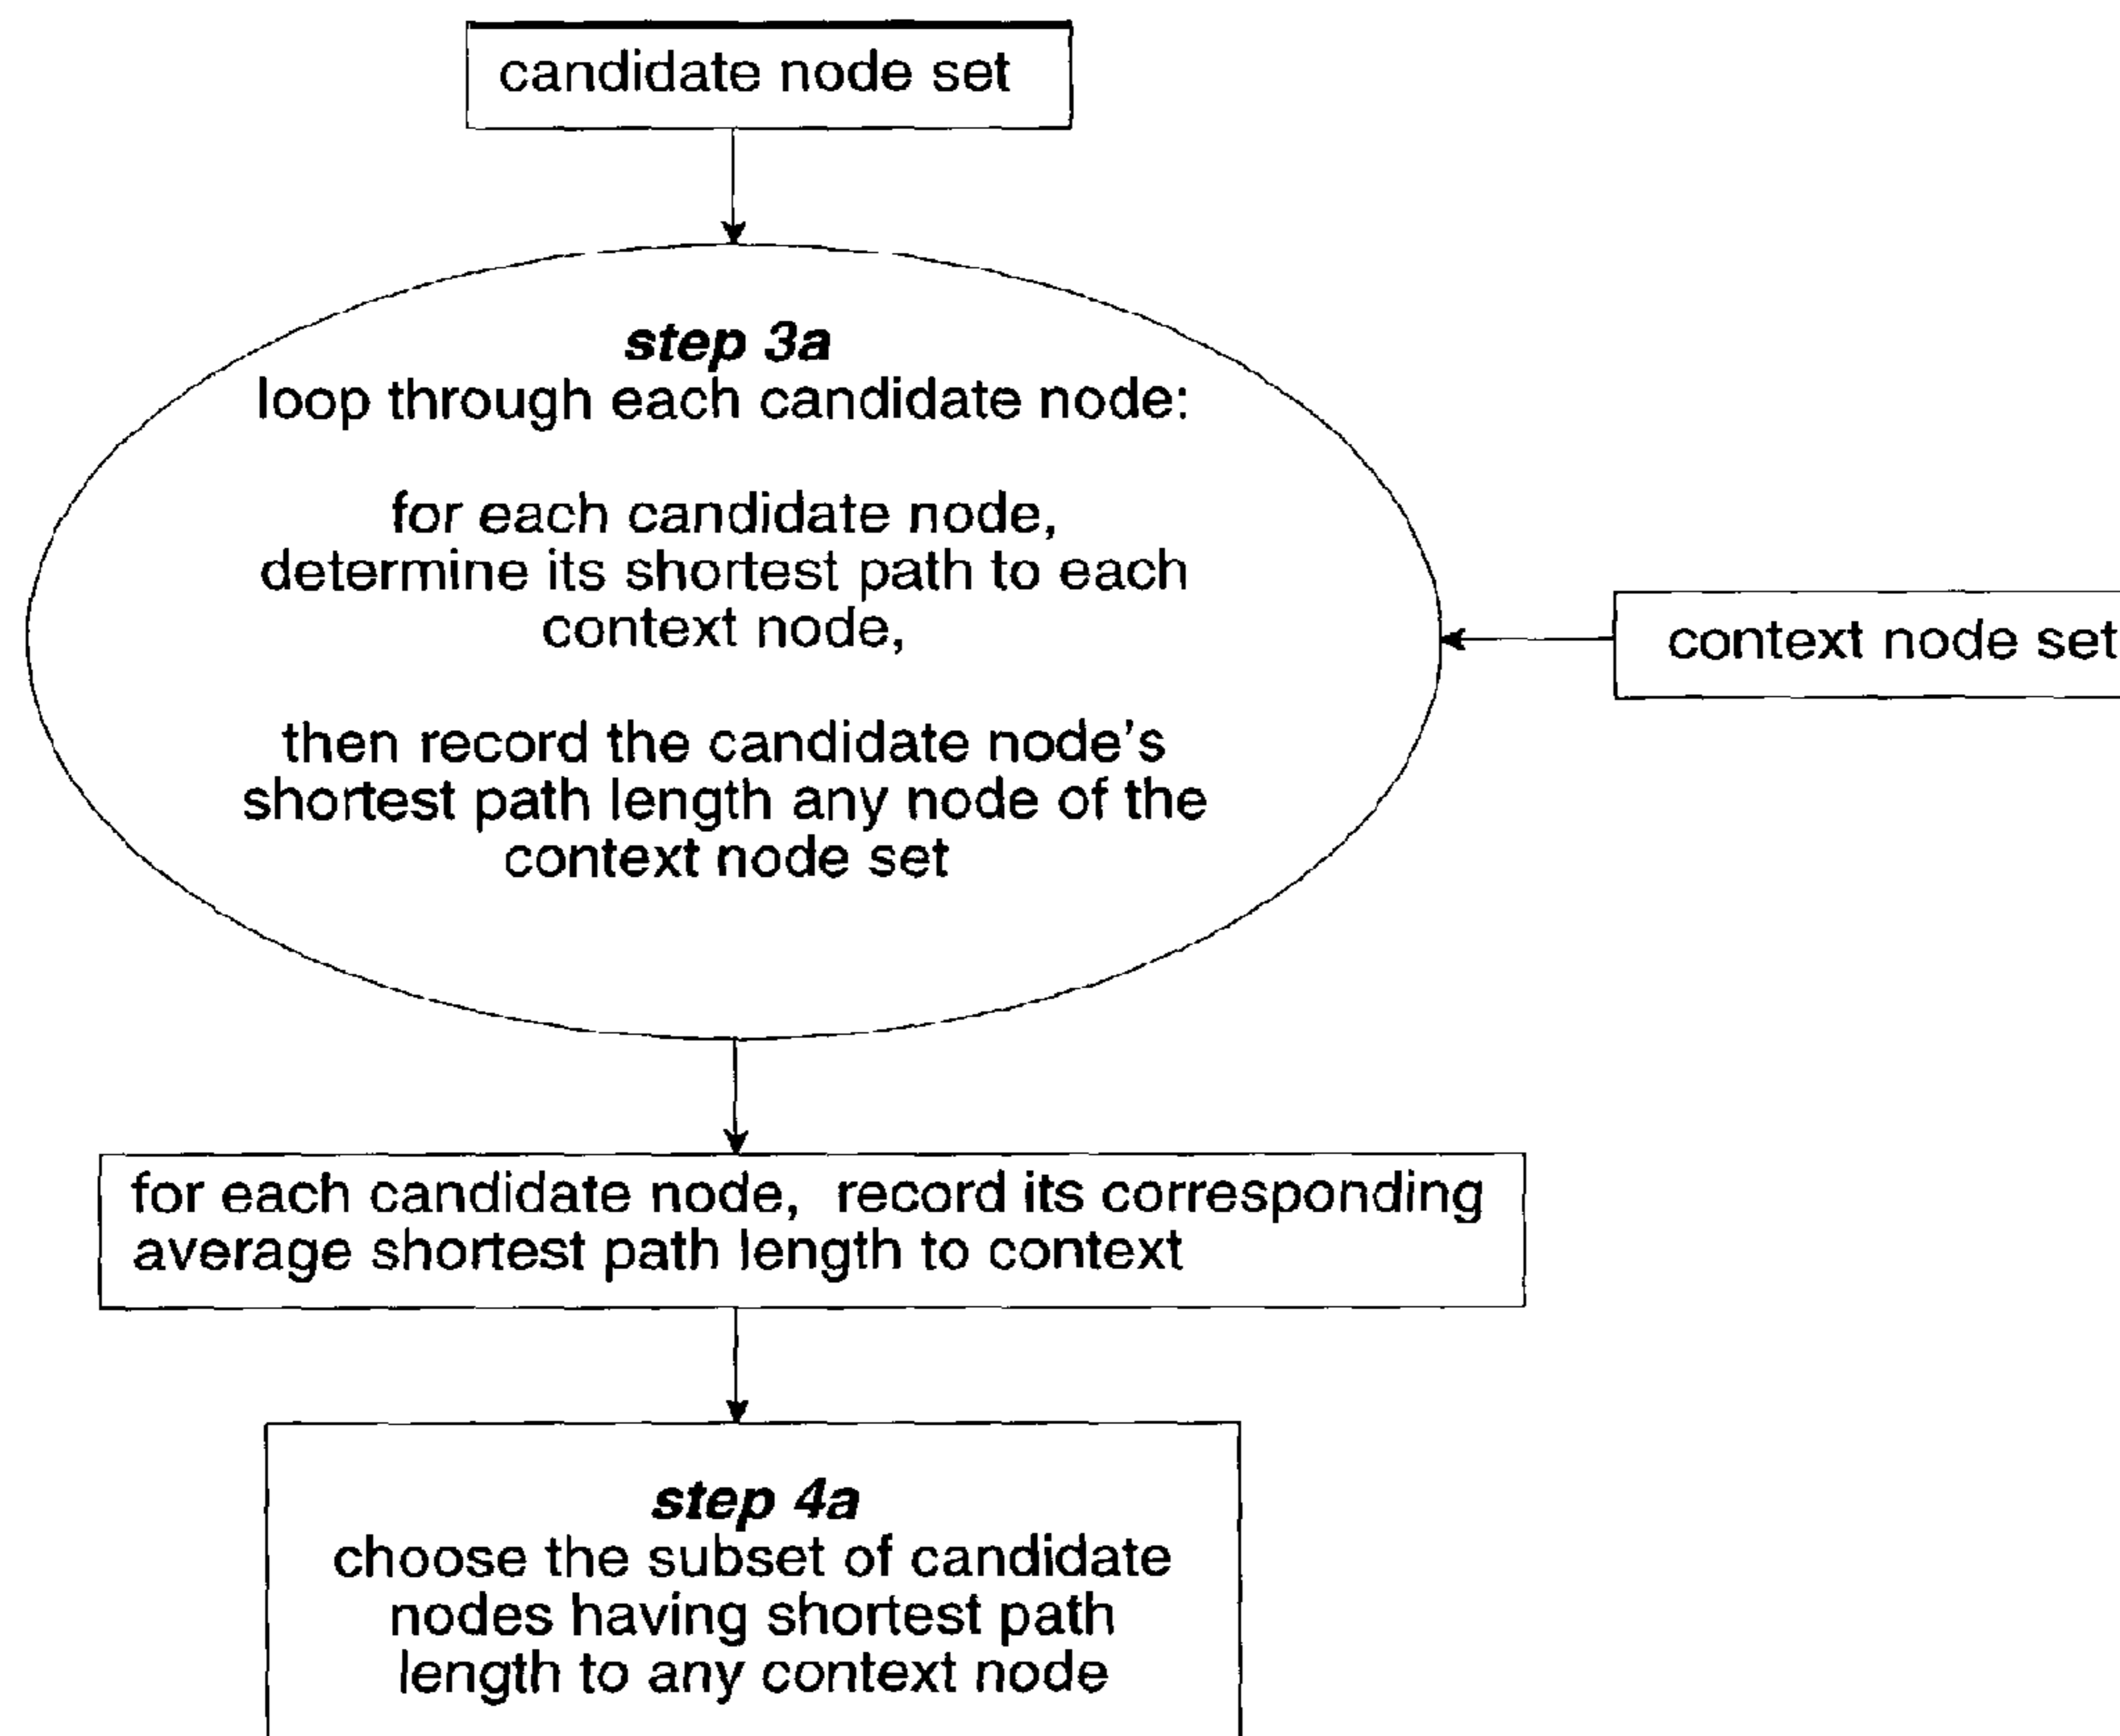 candidate node set
step 3a
loop through each candidate node:
for each candidate node,
determine its shortest path to each
context node,
then record the candidate node's
shortest path length any node of the
context node set
context node set
for each candidate node, record its corresponding
average shortest path length to context
step 4a
choose the subset of candidate
nodes having shortest path
length to any context node